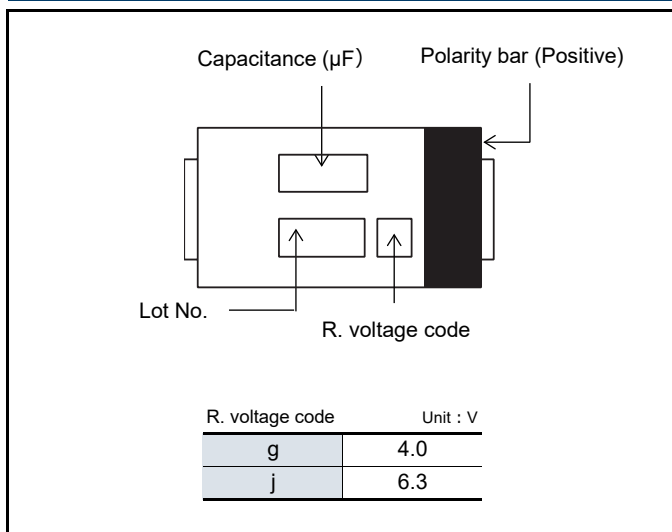 Capacitance (μF）
Polarity bar (Positive)
Lot No.
R. voltage code
R. voltage code Unit : V
g 4.0
j 6.3